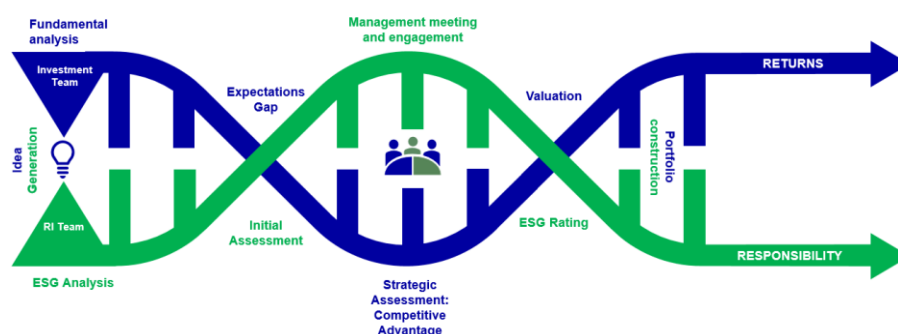 Fundamental
analysis
Investment
Team
Idea
Generation
RI Team
ESG Analysis
Expectations
Gap
Initial
Assessment
Management meeting
and engagement
Strategic
Assessment:
Competitive
Advantage
Valuation
ESG Rating
Portfolio
construction
RETURNS
RESPONSIBILITY